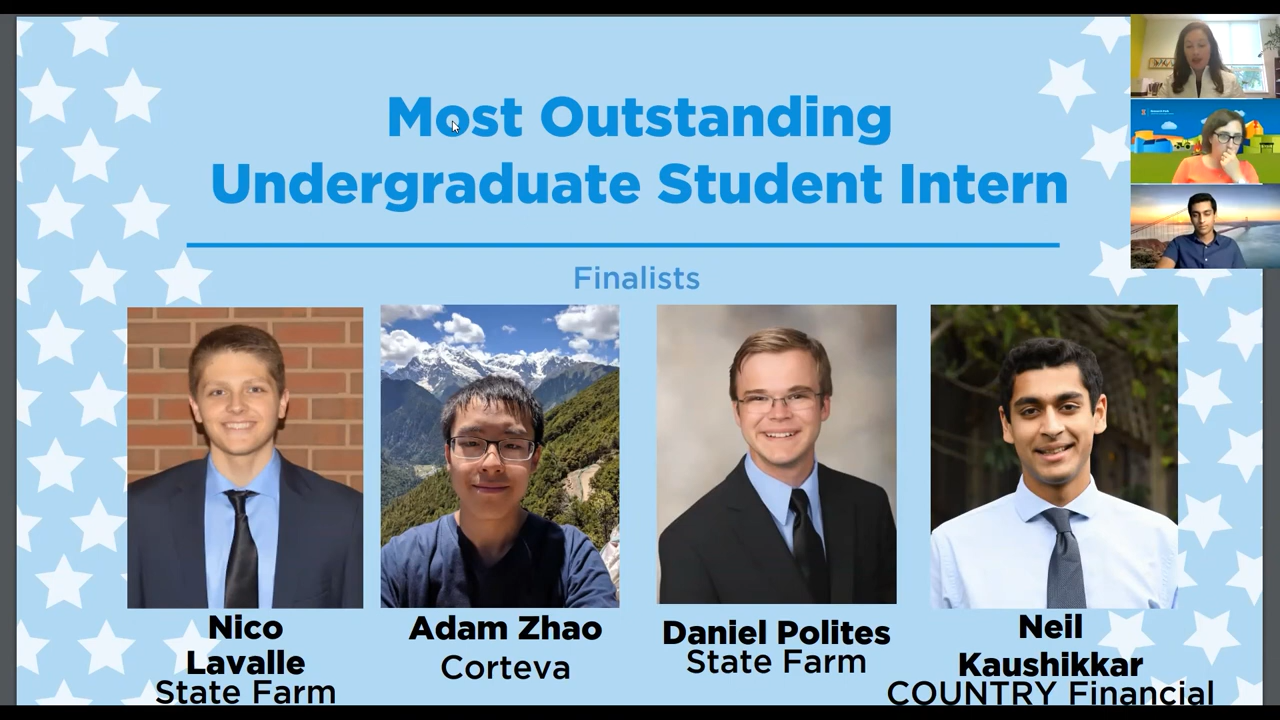 Most Outstanding
Undergraduate Student Intern
Finalists
Nico
Lavalle
State Farm
Adam Zhao
Corteva
Daniel Polites
State Farm
Neil
Kaushikkar
COUNTRY Financial